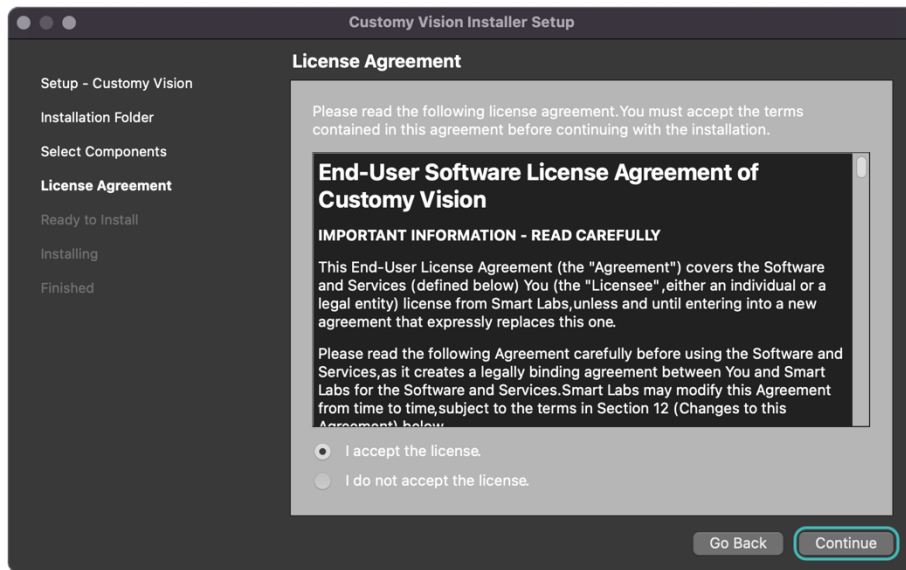 Customy Vision Installer Setup
Setup - Customy Vision
Installation Folder
Select Components
License Agreement
Ready to Install
Installing
Finished
License Agreement
Please read the following license agreement.You must accept the terms
contained in this agreement before continuing with the installation.
End-User Software License Agreement of
Customy Vision
IMPORTANT INFORMATION - READ CAREFULLY
This End-User License Agreement (the "Agreement") covers the Software
and Services (defined below) You (the "Licensee",either an individual or a
legal entity) license from Smart Labs,unless and until entering into a new
agreement that expressly replaces this one.
Please read the following Agreement carefully before using the Software and
Services,as it creates a legally binding agreement between You and Smart
Labs for the Software and Services.Smart Labs may modify this Agreement
from time to time,subject to the terms in Section 12 (Changes to this
Agreement) below
I accept the license.
I do not accept the license.
Go Back
Continue